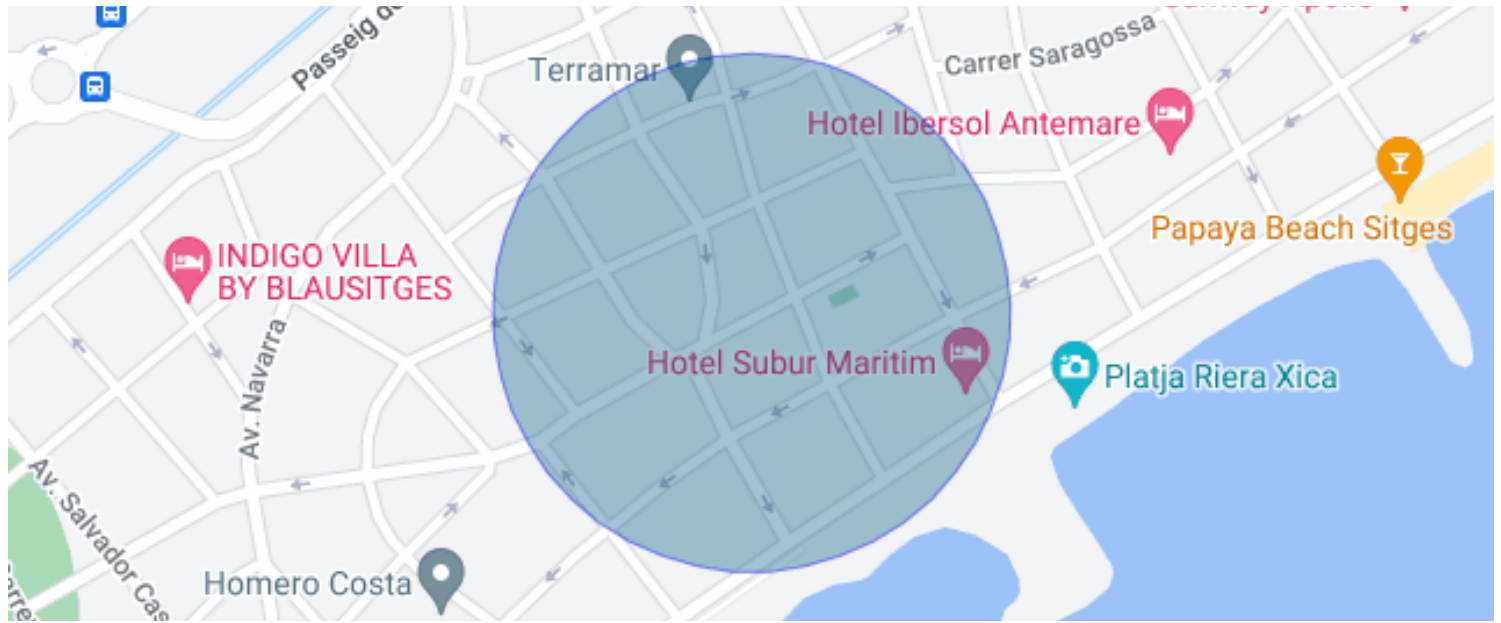 Passeig de
Terramar
Carrer Saragossa
Hotel Ibersol Antemare
Papaya Beach Sitges
INDIGO VILLA
BY BLAUSITGES
Av. Navarra
Hotel Subur Maritim
Platja Riera Xica
Av. Salvador Cas
Homero Costa